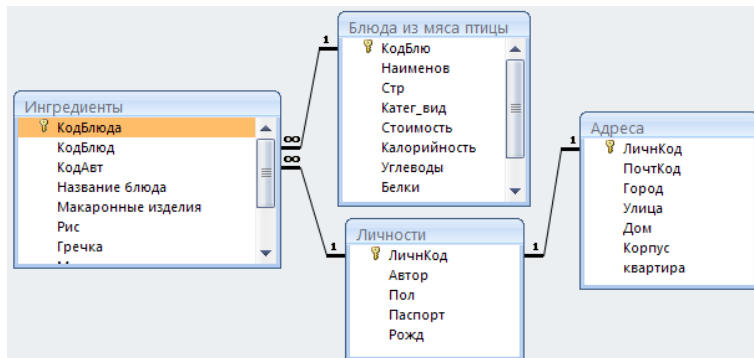 Ингредиенты
КодБлюда
КодБлюд
КодАвт
Название блюда
Макаронные изделия
Рис
Гречка
∞
∞
1
Блюда из мяса птицы
КодБлю
Наименов
Стр
Катег_вид
Стоимость
Калорийность
Углеводы
Белки
1
Личности
ЛичнКод
Автор
Пол
Паспорт
Рожд
1
1
Адреса
ЛичнКод
ПочтКод
Город
Улица
Дом
Корпус
квартира